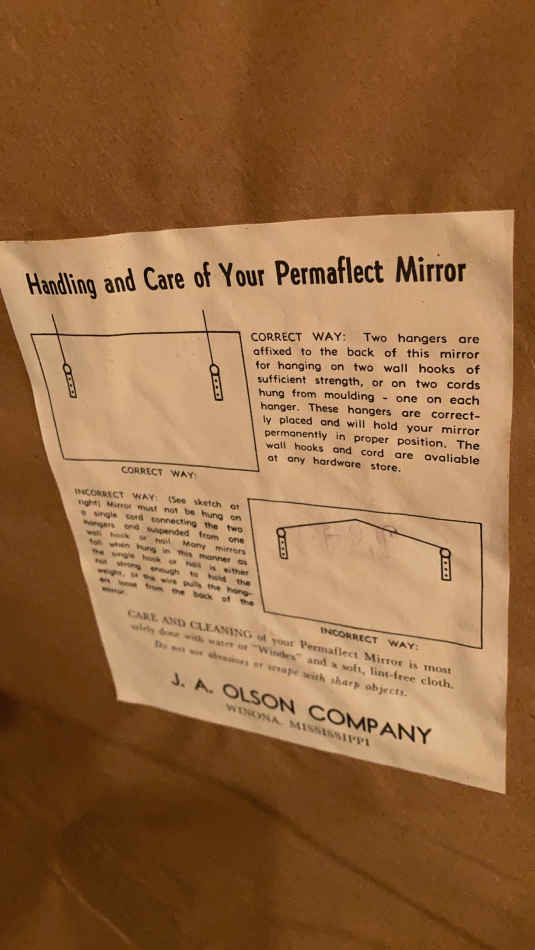 Handling and Care of Your Permaflect Mirror
CORRECT WAY: Two hangers are
affixed to the back of this mirror
for hanging on two wall hooks of
sufficient strength, or on two cords
hung from moulding - one on each
hanger. These hangers are correct-
ly placed and will hold your mirror
permanently in proper position. The
wall hooks and cord are avaliable
at any hardware store.
CORRECT WAY:
INCORRECT WAY: (See sketch at
right) Mirror must not be hung on
a single cord connecting the two
hangers and suspended from one
wall hook or nail. Many mirrors
fall when hung in this manner as
the single hook or nail is either
not strong enough to hold the
weight, or the wire pulls the hang-
ers loose from the back of the
mirror.
INCORRECT WAY:
CARE AND CLEANING of your Permaflect Mirror is most
safely done with water or "Windex" and a soft, lint-free cloth.
Do not use abrasives or scrape with sharp objects.
J. A. OLSON COMPANY
WINONA, MISSISSIPPI